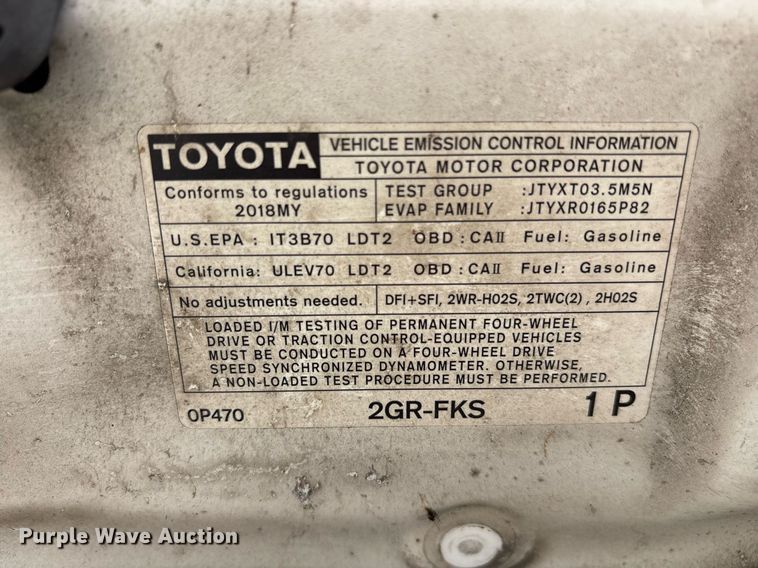 TOYOTA
VEHICLE EMISSION CONTROL INFORMATION
TOYOTA MOTOR CORPORATION
Conforms to regulations
2018MY
TEST GROUP :JTYXT03.5M5N
EVAP FAMILY :JTYXR0165P82
U.S.EPA : IT3B70 LDT2 OBD : CAII Fuel: Gasoline
California: ULEV70 LDT2 OBD : CAII Fuel: Gasoline
No adjustments needed.
DFI+SFI, 2WR-HO2S, 2TWC(2) , 2HO2S
LOADED I/M TESTING OF PERMANENT FOUR-WHEEL
DRIVE OR TRACTION CONTROL-EQUIPPED VEHICLES
MUST BE CONDUCTED ON A FOUR-WHEEL DRIVE
SPEED SYNCHRONIZED DYNAMOMETER. OTHERWISE,
A NON-LOADED TEST PROCEDURE MUST BE PERFORMED.
0P470 2GR-FKS 1 P
Purple Wave Auction